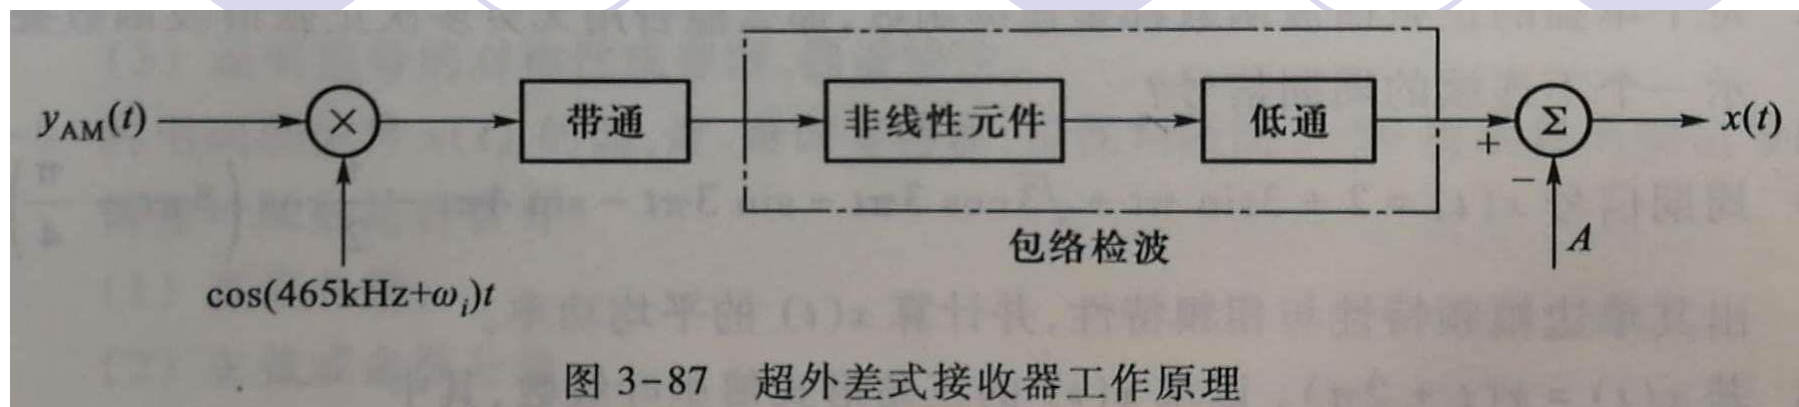 y_AM(t) × 带通 非线性元件 低通 + Σ x(t)
−
包络检波 A
cos(465kHz+ω_i)t
图 3-87 超外差式接收器工作原理